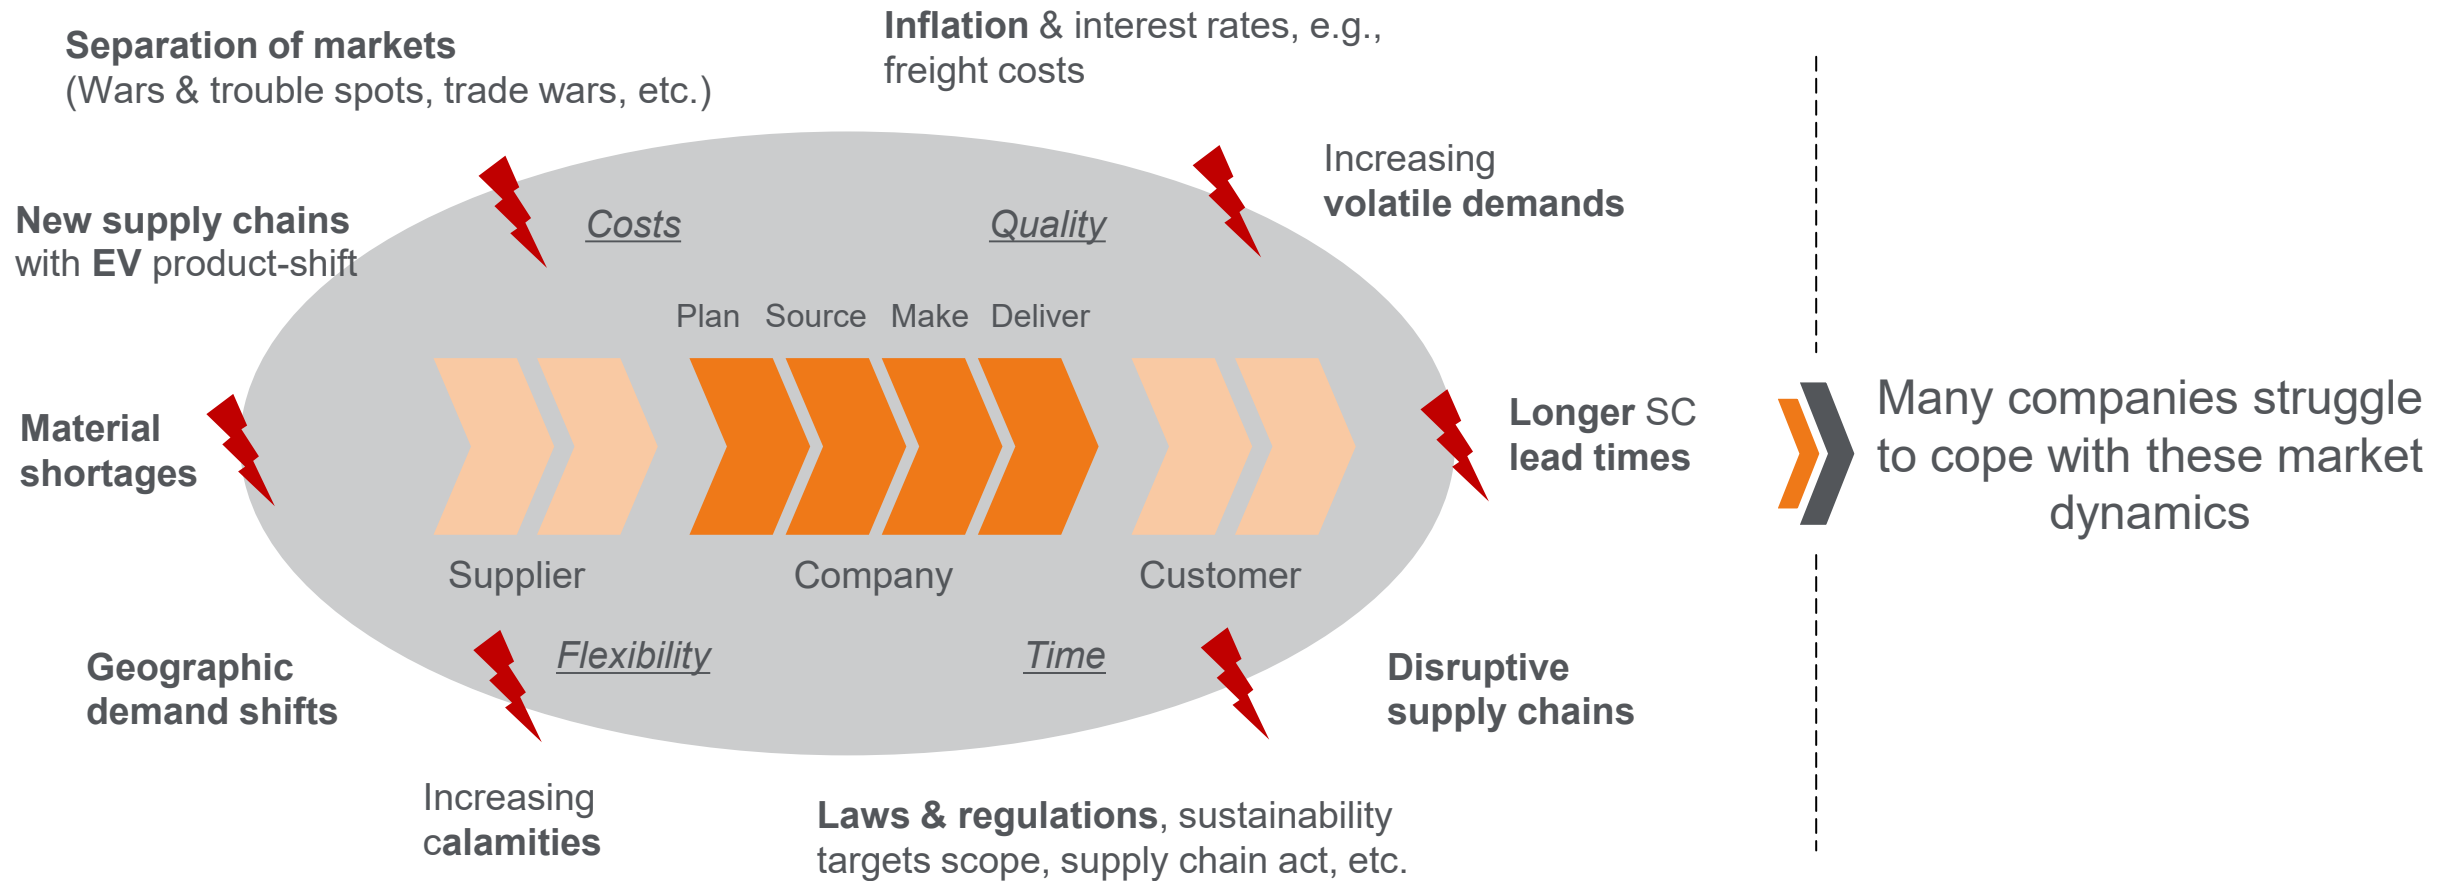 Separation of markets
(Wars & trouble spots, trade wars, etc.)
Inflation & interest rates, e.g.,
freight costs
Increasing
volatile demands
New supply chains
with EV product-shift
Costs
Quality
Plan Source Make Deliver
Material
shortages
Longer SC
lead times
Many companies struggle
to cope with these market
dynamics
Supplier
Company
Customer
Flexibility
Time
Geographic
demand shifts
Disruptive
supply chains
Increasing
calamities
Laws & regulations, sustainability
targets scope, supply chain act, etc.